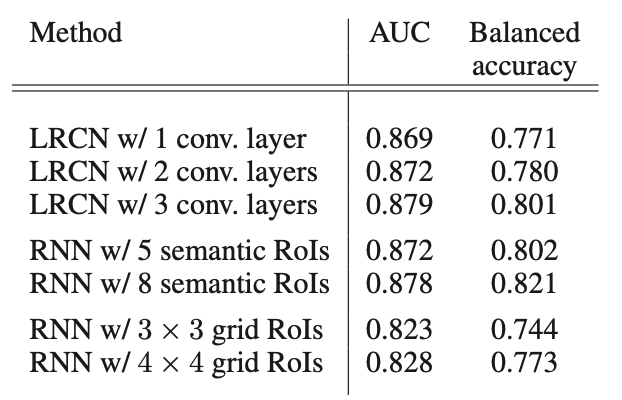 Method AUC Balanced
accuracy
LRCN w/ 1 conv. layer 0.869 0.771
LRCN w/ 2 conv. layers 0.872 0.780
LRCN w/ 3 conv. layers 0.879 0.801
RNN w/ 5 semantic RoIs 0.872 0.802
RNN w/ 8 semantic RoIs 0.878 0.821
RNN w/ 3 × 3 grid RoIs 0.823 0.744
RNN w/ 4 × 4 grid RoIs 0.828 0.773